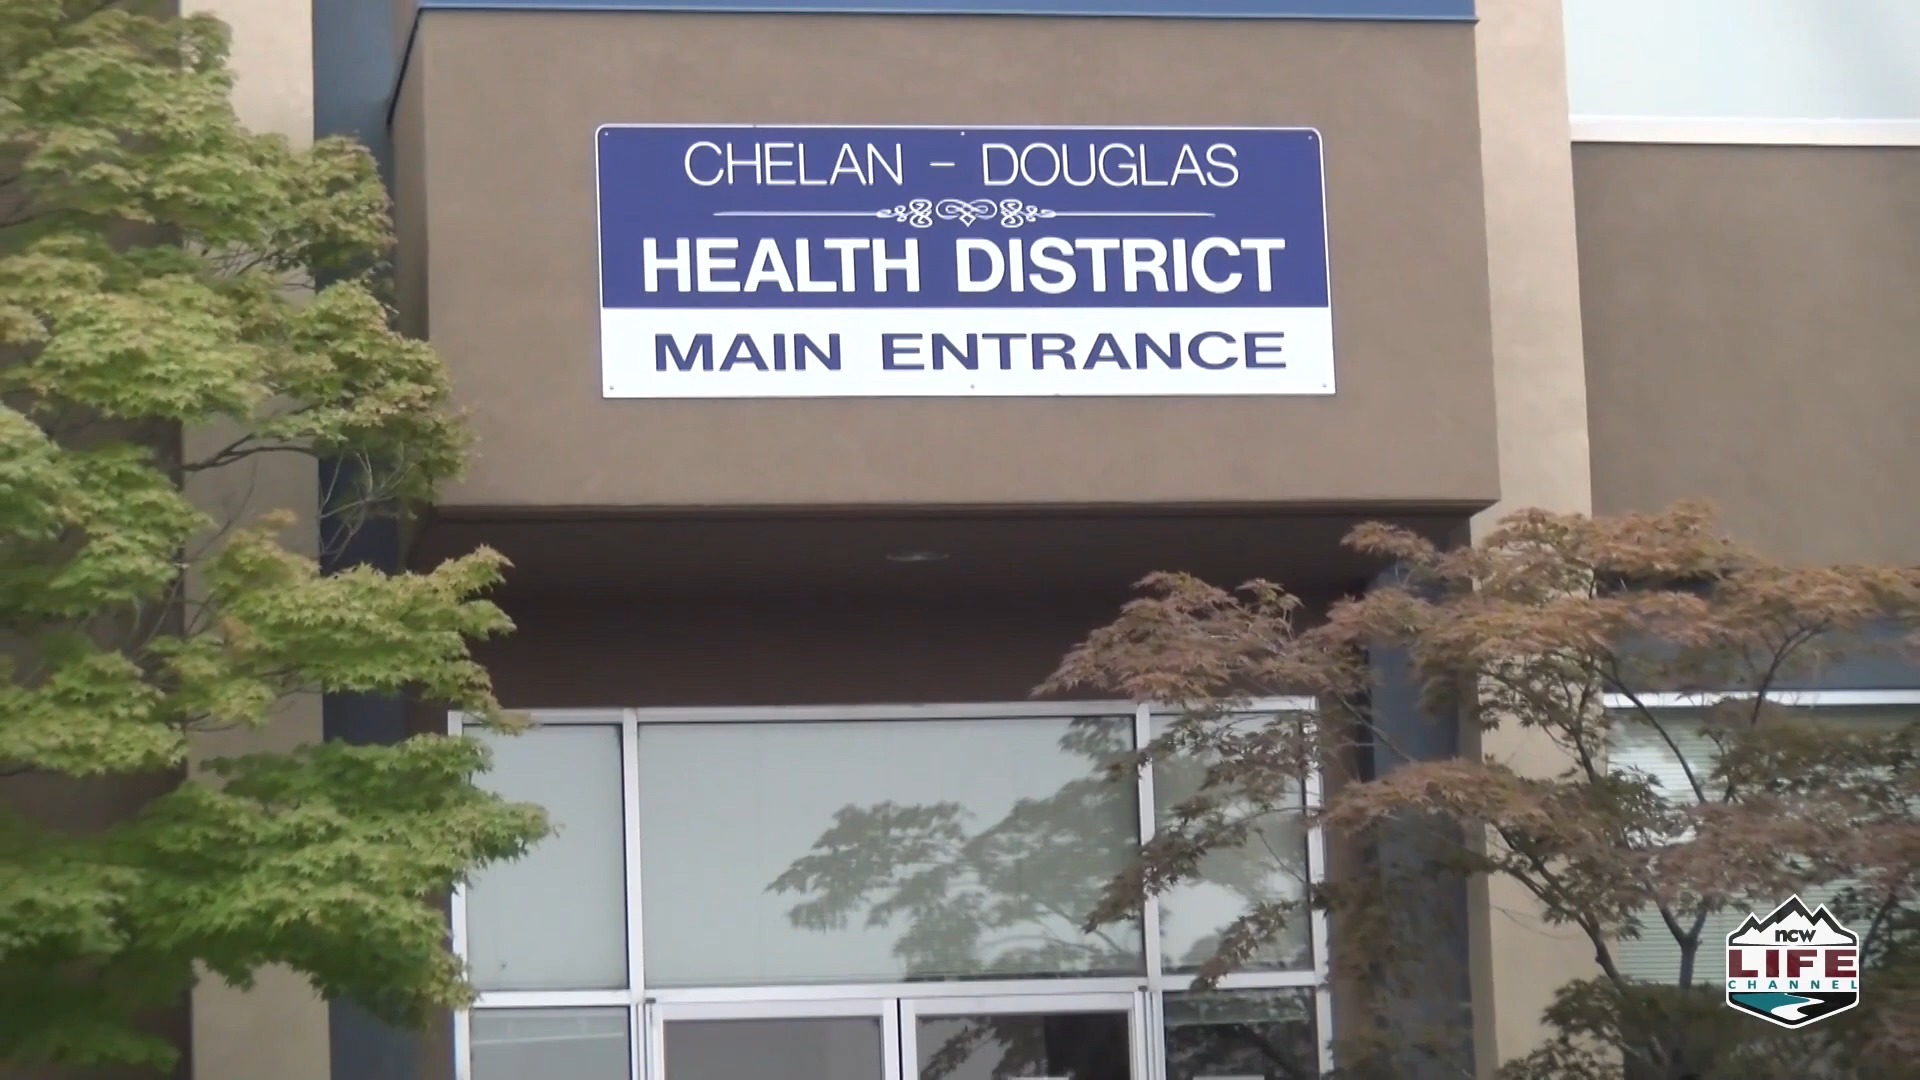 CHELAN - DOUGLAS
HEALTH DISTRICT
MAIN ENTRANCE
ncw
LIFE
CHANNEL